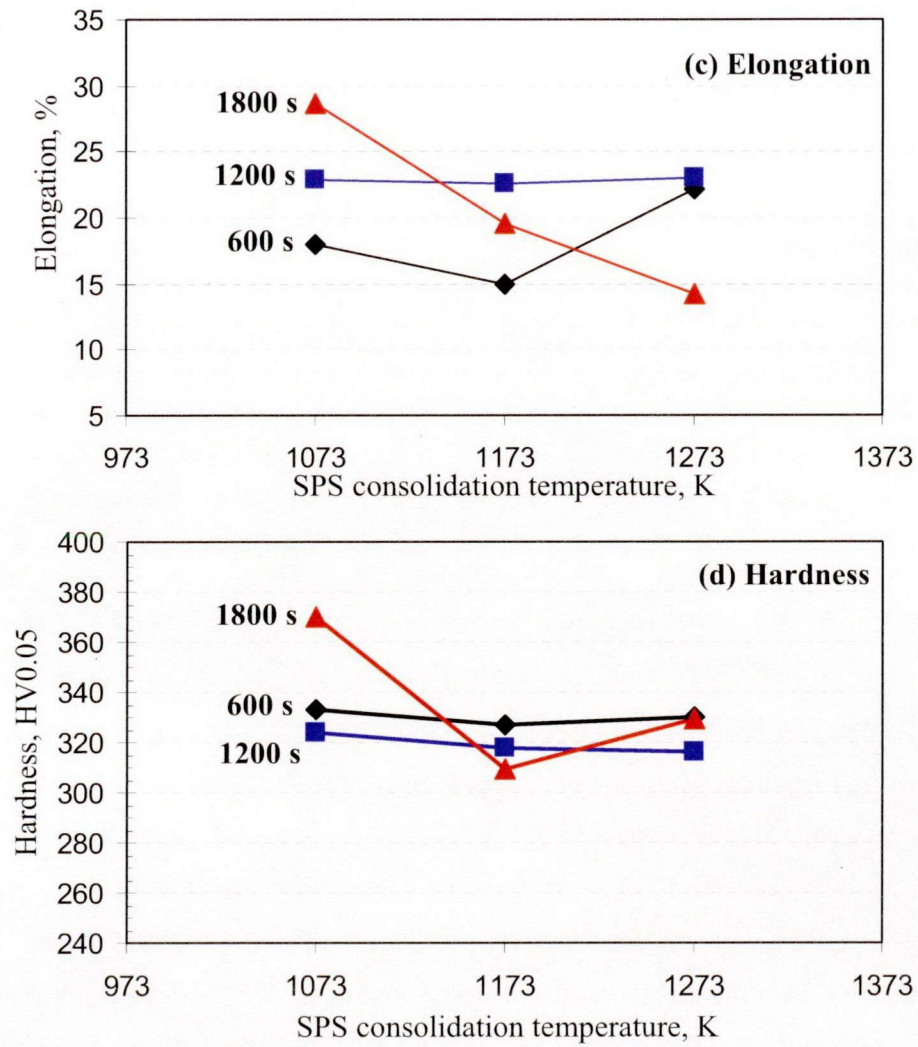 35
30
25
20
15
10
5
Elongation, %
(c) Elongation
1800 s
1200 s
600 s
973 1073 1173 1273 1373
SPS consolidation temperature, K
400
380
360
340
320
300
280
260
240
Hardness, HV0.05
(d) Hardness
1800 s
600 s
1200 s
973 1073 1173 1273 1373
SPS consolidation temperature, K